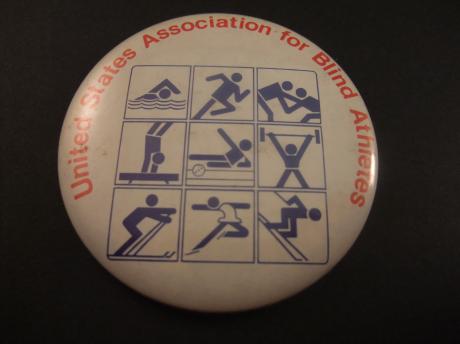 United States Association for Blind Athletes